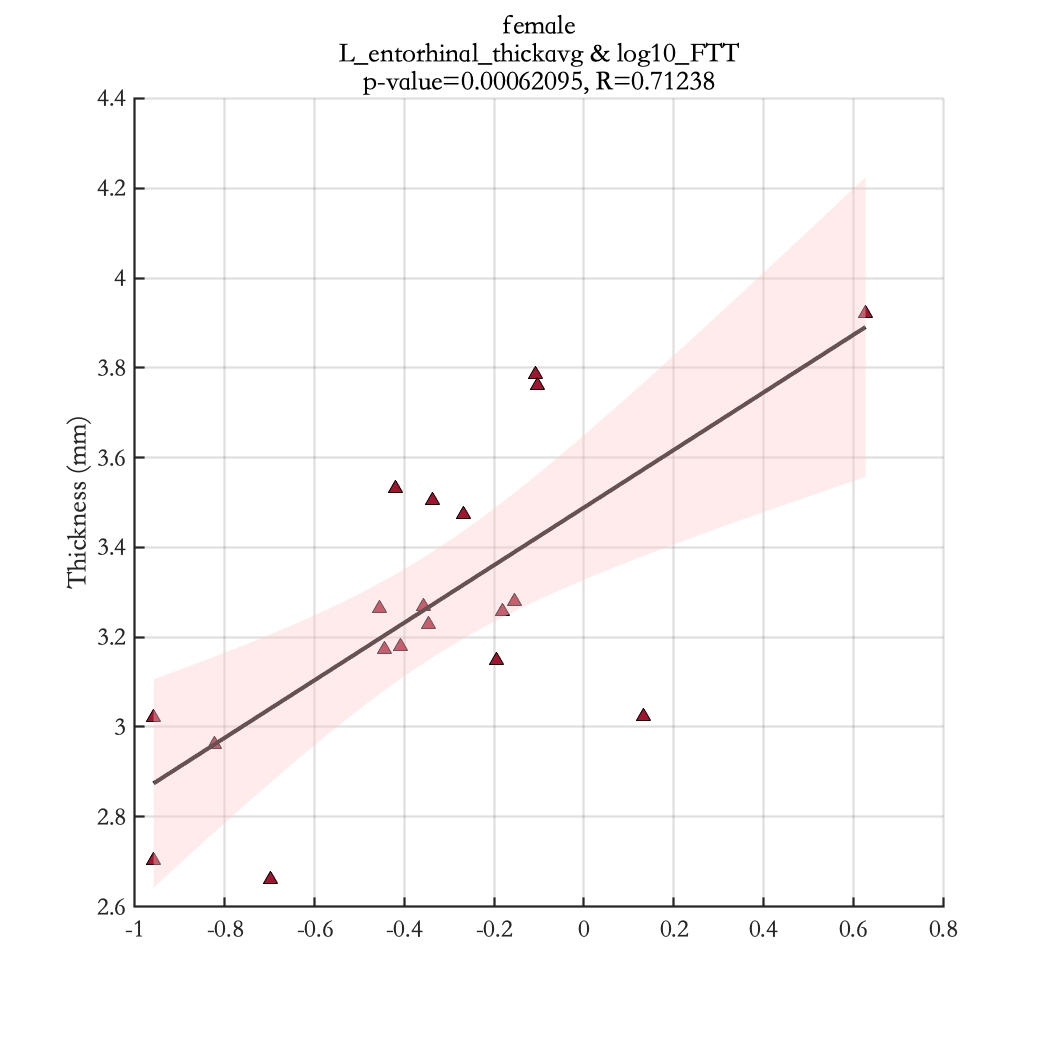 female
L_entorhinal_thickavg & log10_FTT
p-value=0.00062095, R=0.71238
4.4
4.2
4
3.8
3.6
3.4
3.2
3
2.8
2.6
Thickness (mm)
-1 -0.8 -0.6 -0.4 -0.2 0 0.2 0.4 0.6 0.8